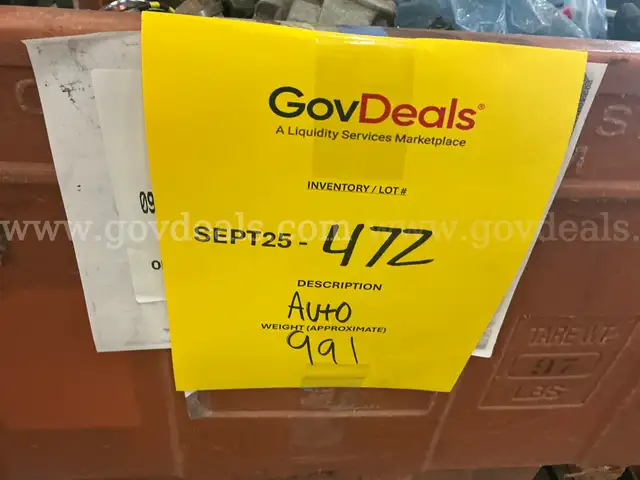 GovDeals®
A Liquidity Services Marketplace
INVENTORY / LOT #
www.govdeals.com www.govdeals.
SEPT25 - 472
DESCRIPTION
Auto
WEIGHT (APPROXIMATE)
991
09
TARE WT.
97
LBS